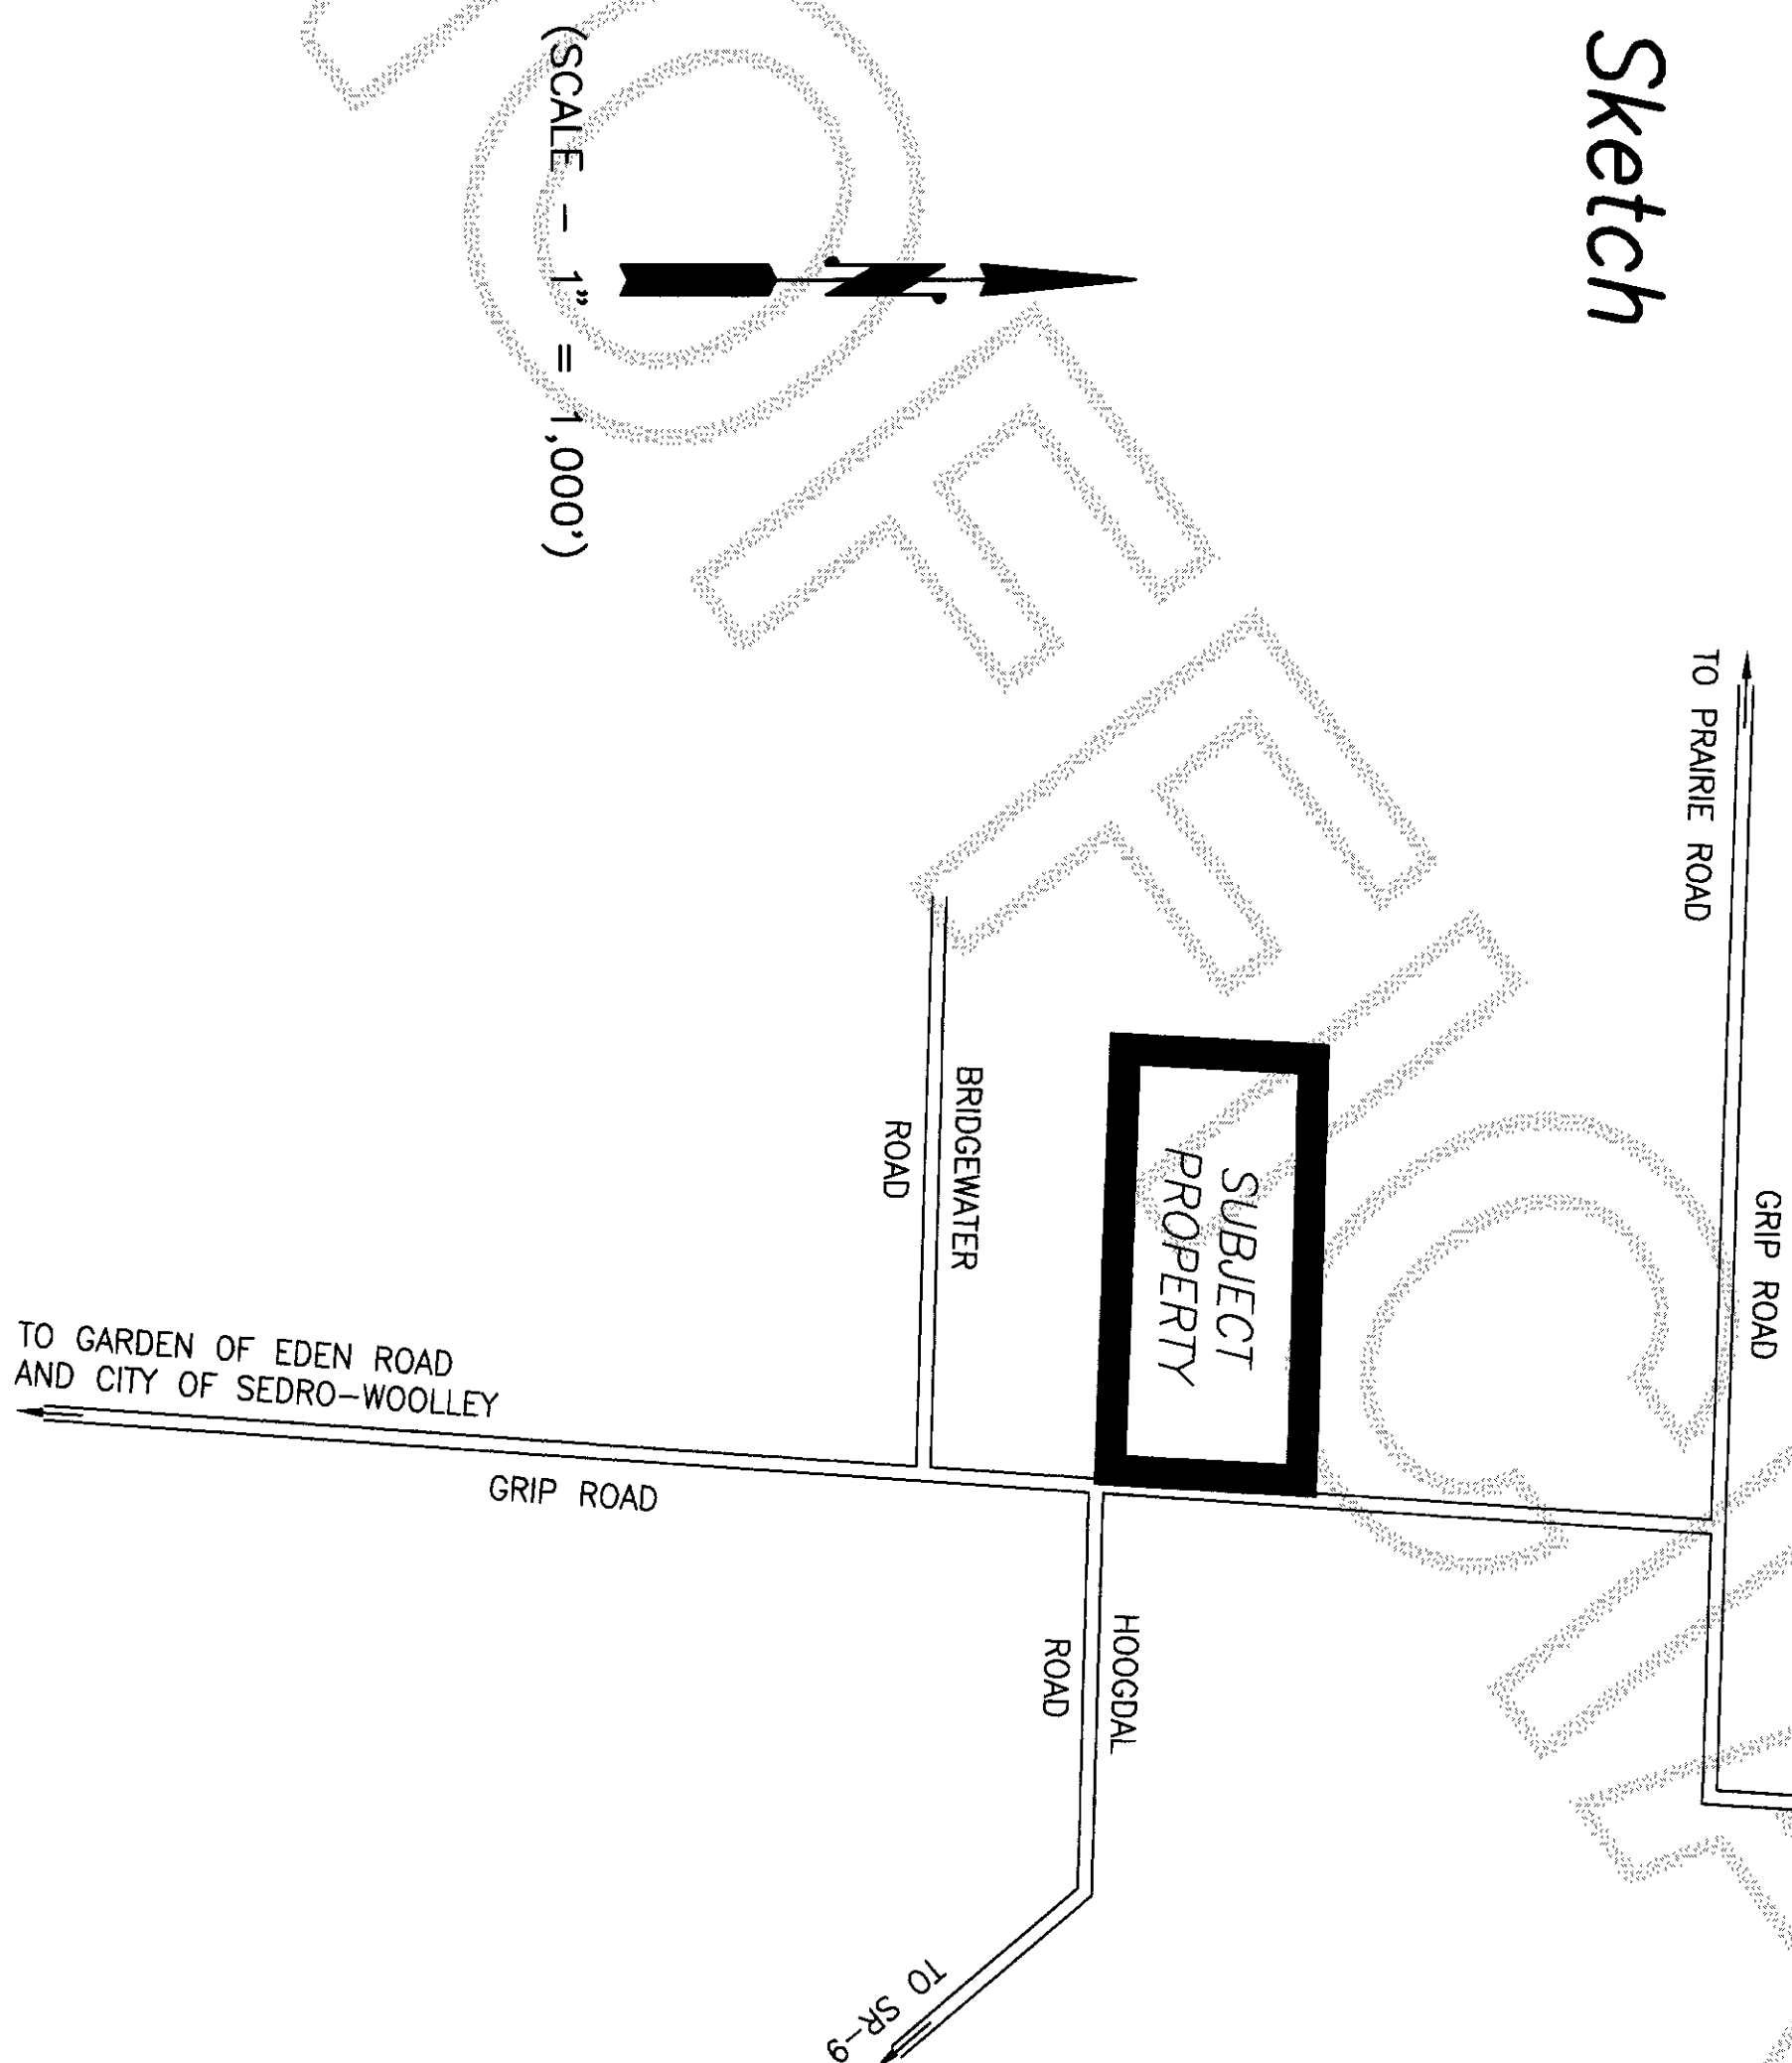 Sketch
TO PRAIRIE ROAD
GRIP ROAD
SUBJECT
PROPERTY
BRIDGEWATER
ROAD
HOOGDAL
ROAD
TO SR-9
TO GARDEN OF EDEN ROAD
AND CITY OF SEDRO-WOOLLEY
GRIP ROAD
(SCALE - 1" = 1,000')